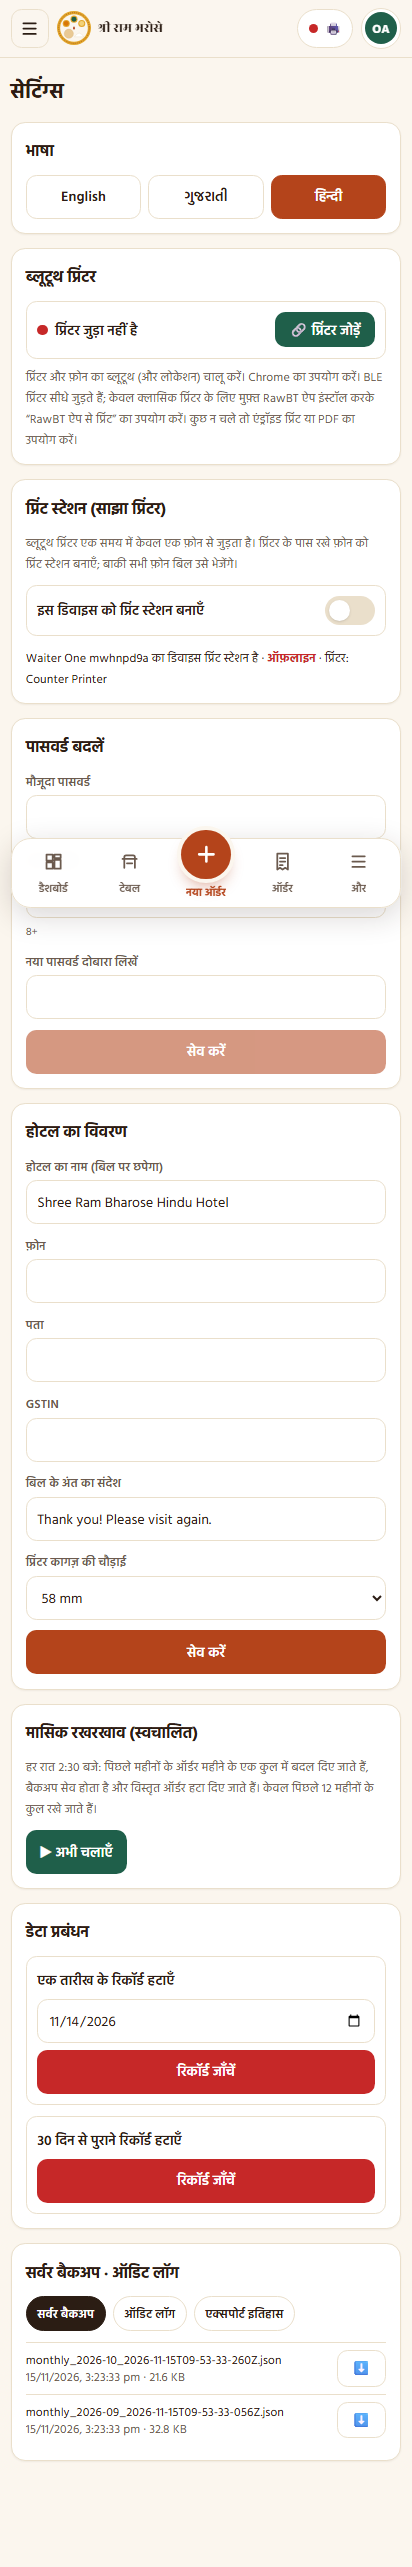 श्री राम भरोसे
OA
सेटिंग्स
भाषा
English
ગુજરાતી
हिन्दी
ब्लूटूथ प्रिंटर
प्रिंटर जुड़ा नहीं है
प्रिंटर जोड़ें
प्रिंटर और फ़ोन का ब्लूटूथ (और लोकेशन) चालू करें। Chrome का उपयोग करें। BLE
प्रिंटर सीधे जुड़ते हैं; केवल क्लासिक प्रिंटर के लिए मुफ़्त RawBT ऐप इंस्टॉल करके
“RawBT ऐप से प्रिंट” का उपयोग करें। कुछ न चले तो एंड्रॉइड प्रिंट या PDF का
उपयोग करें।
प्रिंट स्टेशन (साझा प्रिंटर)
ब्लूटूथ प्रिंटर एक समय में केवल एक फ़ोन से जुड़ता है। प्रिंटर के पास रखे फ़ोन को
प्रिंट स्टेशन बनाएँ; बाकी सभी फ़ोन बिल उसे भेजेंगे।
इस डिवाइस को प्रिंट स्टेशन बनाएँ
Waiter One mwhnpd9a का डिवाइस प्रिंट स्टेशन है · ऑफ़लाइन · प्रिंटर:
Counter Printer
पासवर्ड बदलें
मौजूदा पासवर्ड
डैशबोर्ड
टेबल
नया ऑर्डर
ऑर्डर
और
8+
नया पासवर्ड दोबारा लिखें
सेव करें
होटल का विवरण
होटल का नाम (बिल पर छपेगा)
Shree Ram Bharose Hindu Hotel
फ़ोन
पता
GSTIN
बिल के अंत का संदेश
Thank you! Please visit again.
प्रिंटर कागज़ की चौड़ाई
58 mm
सेव करें
मासिक रखरखाव (स्वचालित)
हर रात 2:30 बजे: पिछले महीनों के ऑर्डर महीने के एक कुल में बदल दिए जाते हैं,
बैकअप सेव होता है और विस्तृत ऑर्डर हटा दिए जाते हैं। केवल पिछले 12 महीनों के
कुल रखे जाते हैं।
▶ अभी चलाएँ
डेटा प्रबंधन
एक तारीख के रिकॉर्ड हटाएँ
11/14/2026
रिकॉर्ड जाँचें
30 दिन से पुराने रिकॉर्ड हटाएँ
रिकॉर्ड जाँचें
सर्वर बैकअप · ऑडिट लॉग
सर्वर बैकअप
ऑडिट लॉग
एक्सपोर्ट इतिहास
monthly_2026-10_2026-11-15T09-53-33-260Z.json
15/11/2026, 3:23:33 pm · 21.6 KB
monthly_2026-09_2026-11-15T09-53-33-056Z.json
15/11/2026, 3:23:33 pm · 32.8 KB